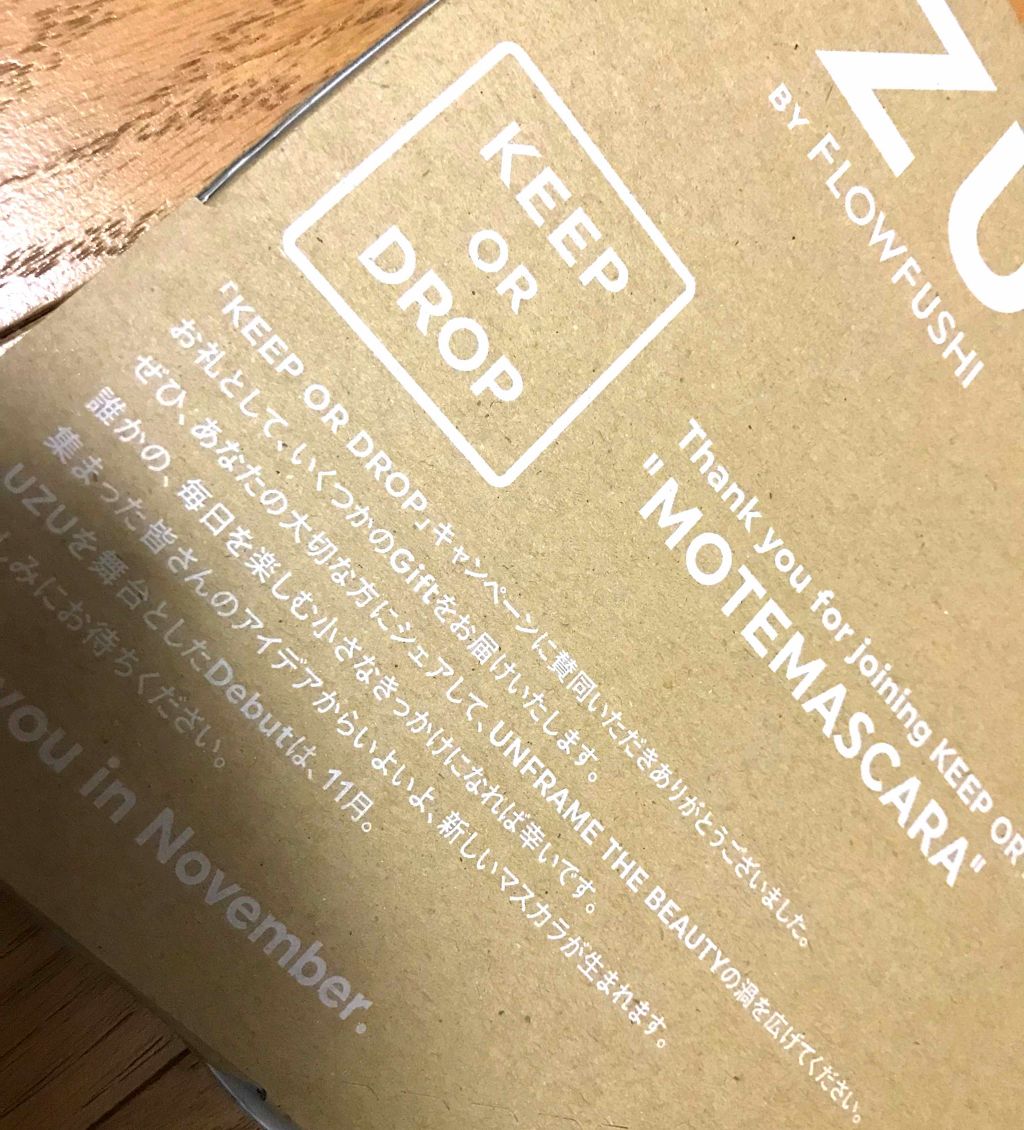 ZU
BY FLOWFUSHI
Thank you for joining KEEP OR
"MOTEMASCARA"
KEEP
OR
DROP
「KEEP OR DROP」キャンペーンに賛同いただきありがとうございました。
お礼として、いくつかのGiftをお届けいたします。
ぜひ、あなたの大切な方にシェアして、UNFRAME THE BEAUTYの渦を広げてください。
誰かの、毎日を楽しむ小さなきっかけになれば幸いです。
集まった皆さんのアイデアからいよいよ、新しいマスカラが生まれます。
UZUを舞台としたDebutは、11月。
しみにお待ちください。
you in November.